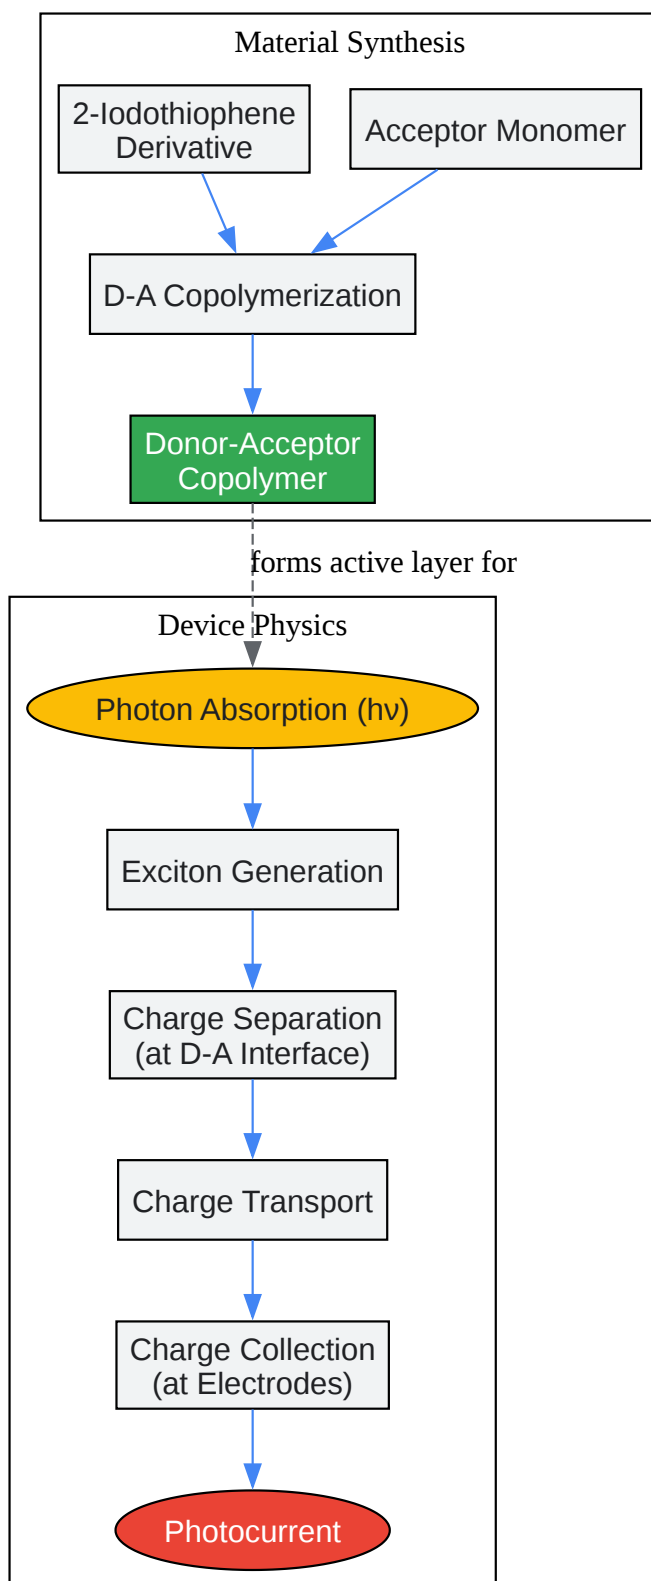 Material Synthesis
2-Iodothiophene
Derivative
Acceptor Monomer
D-A Copolymerization
Donor-Acceptor
Copolymer
forms active layer for
Device Physics
Photon Absorption (hν)
Exciton Generation
Charge Separation
(at D-A Interface)
Charge Transport
Charge Collection
(at Electrodes)
Photocurrent